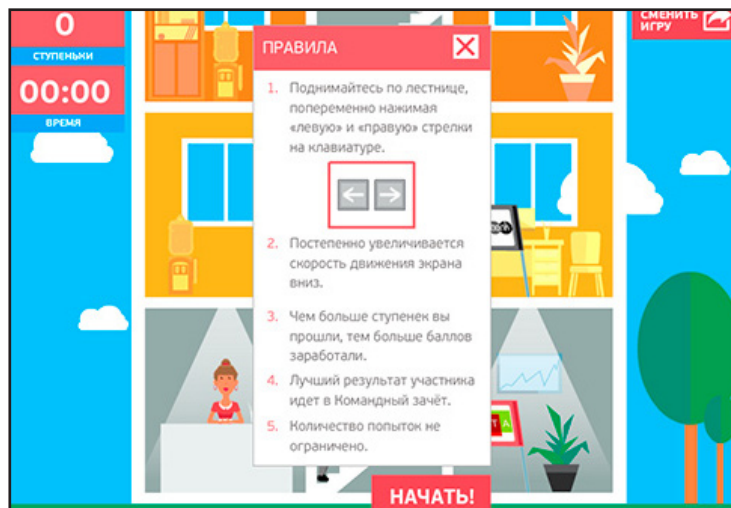 0
СТУПЕНЬКИ
00:00
ВРЕМЯ
СМЕНИТЬ
ИГРУ
ПРАВИЛА
1. Поднимайтесь по лестнице,
попеременно нажимая
«левую» и «правую» стрелки
на клавиатуре.
2. Постепенно увеличивается
скорость движения экрана
вниз.
3. Чем больше ступенек вы
прошли, тем больше баллов
заработали.
4. Лучший результат участника
идет в Командный зачёт.
5. Количество попыток не
ограничено.
НАЧАТЬ!